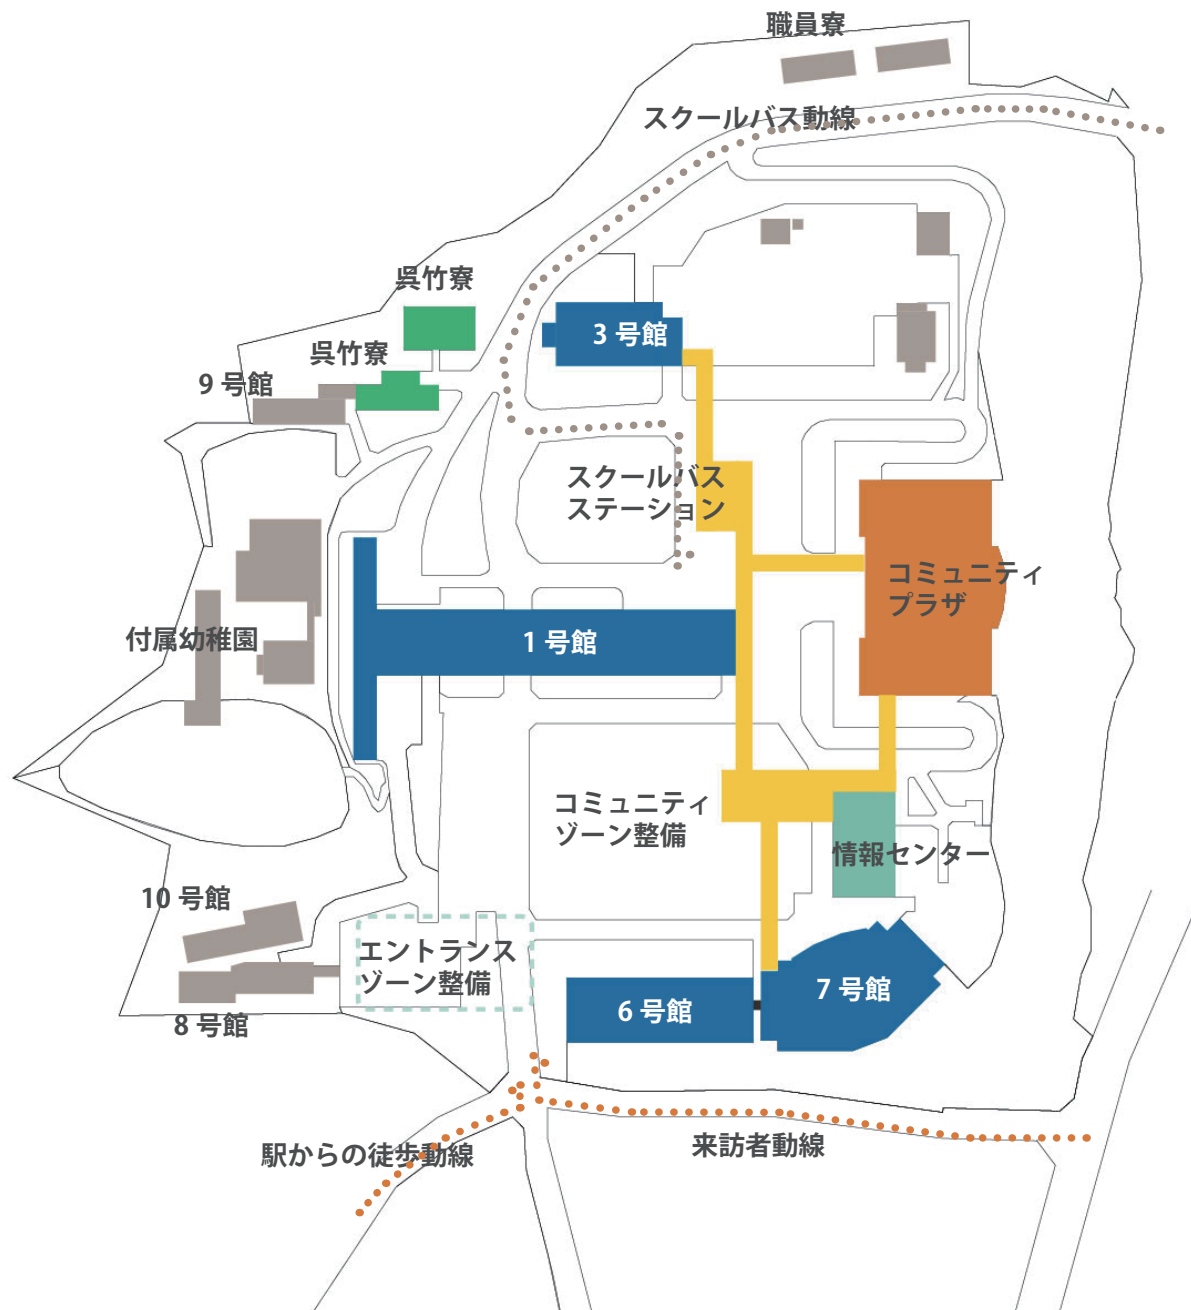 職員寮
スクールバス動線
呉竹寮
3 号館
呉竹寮
9 号館
スクールバス
ステーション
コミュニティ
プラザ
付属幼稚園
1 号館
コミュニティ
ゾーン整備
情報センター
10 号館
エントランス
ゾーン整備
7 号館
6 号館
8 号館
駅からの徒歩動線
来訪者動線